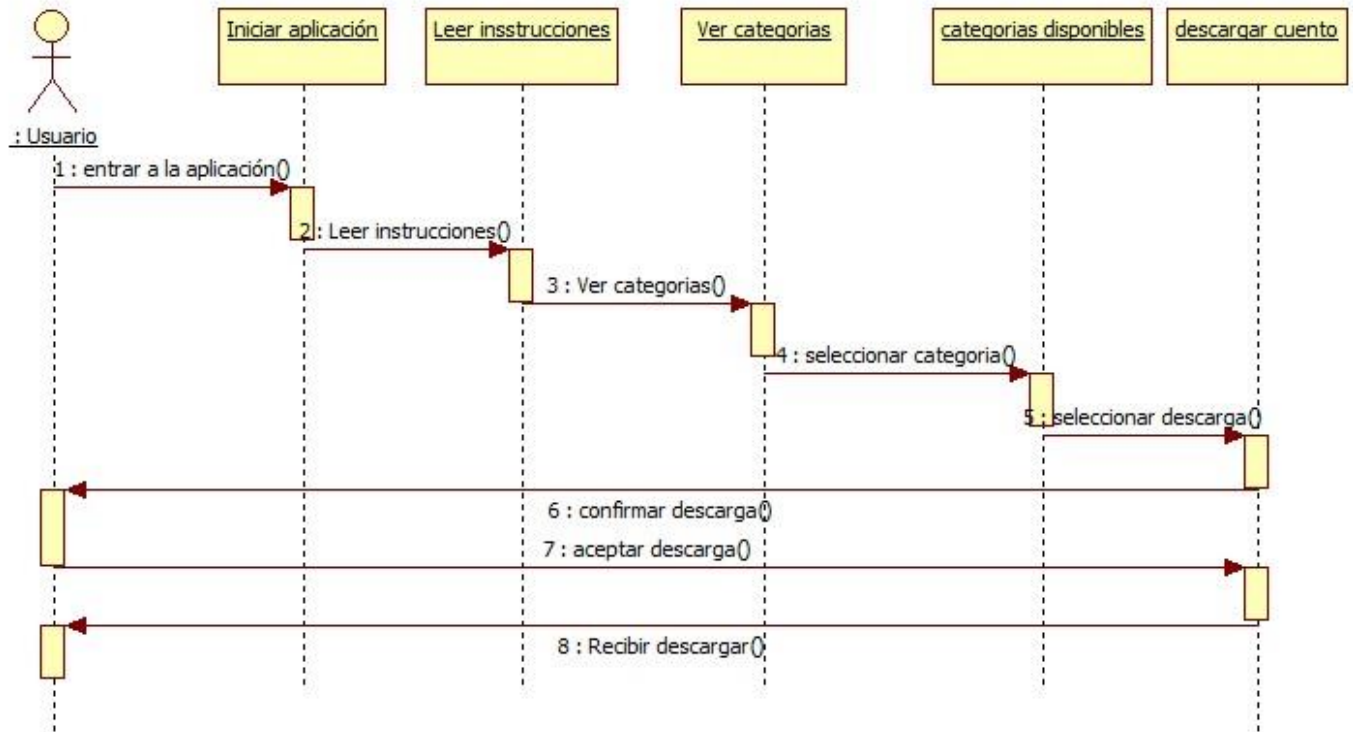 Iniciar aplicación
Leer insstrucciones
Ver categorias
categorias disponibles
descargar cuento
: Usuario
1 : entrar a la aplicación()
2 : Leer instrucciones()
3 : Ver categorias()
4 : seleccionar categoria()
5 : seleccionar descarga()
6 : confirmar descarga()
7 : aceptar descarga()
8 : Recibir descargar()